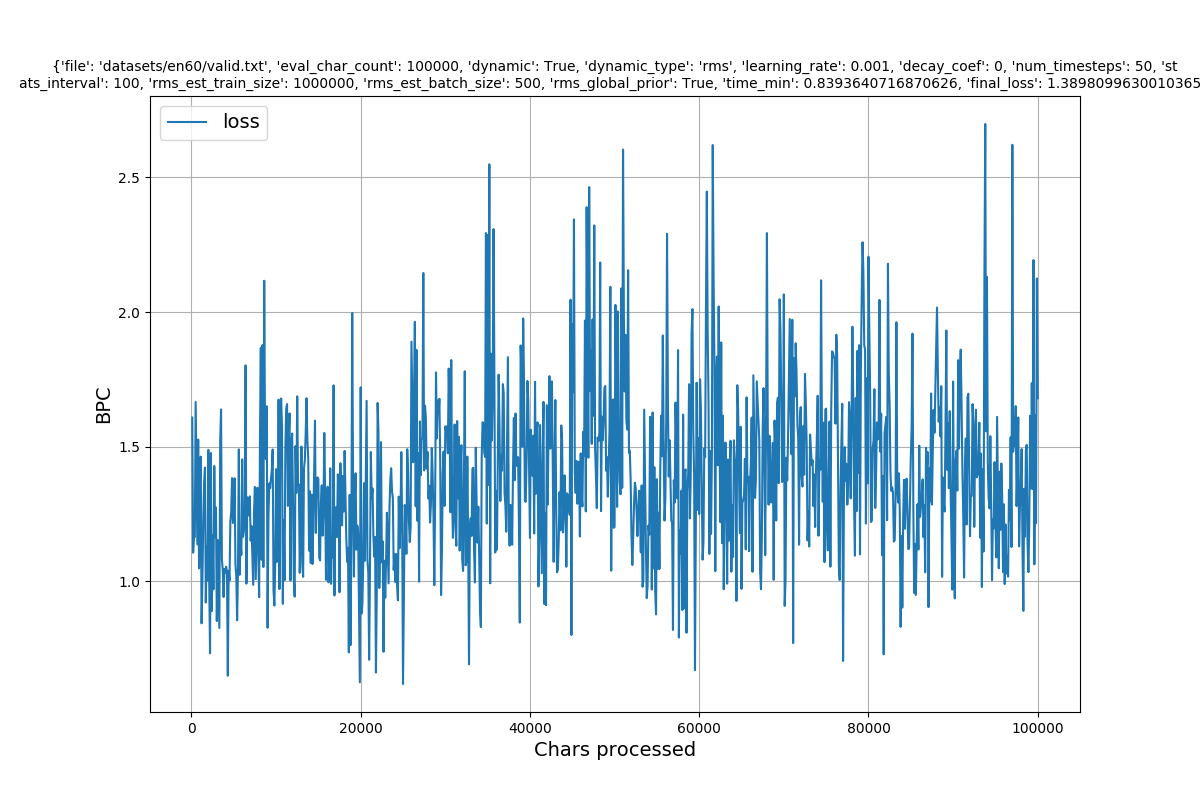 {'file': 'datasets/en60/valid.txt', 'eval_char_count': 100000, 'dynamic': True, 'dynamic_type': 'rms', 'learning_rate': 0.001, 'decay_coef': 0, 'num_timesteps': 50, 'st
ats_interval': 100, 'rms_est_train_size': 1000000, 'rms_est_batch_size': 500, 'rms_global_prior': True, 'time_min': 0.8393640716870626, 'final_loss': 1.3898099630010365
loss
2.5
2.0
1.5
1.0
BPC
0 20000 40000 60000 80000 100000
Chars processed